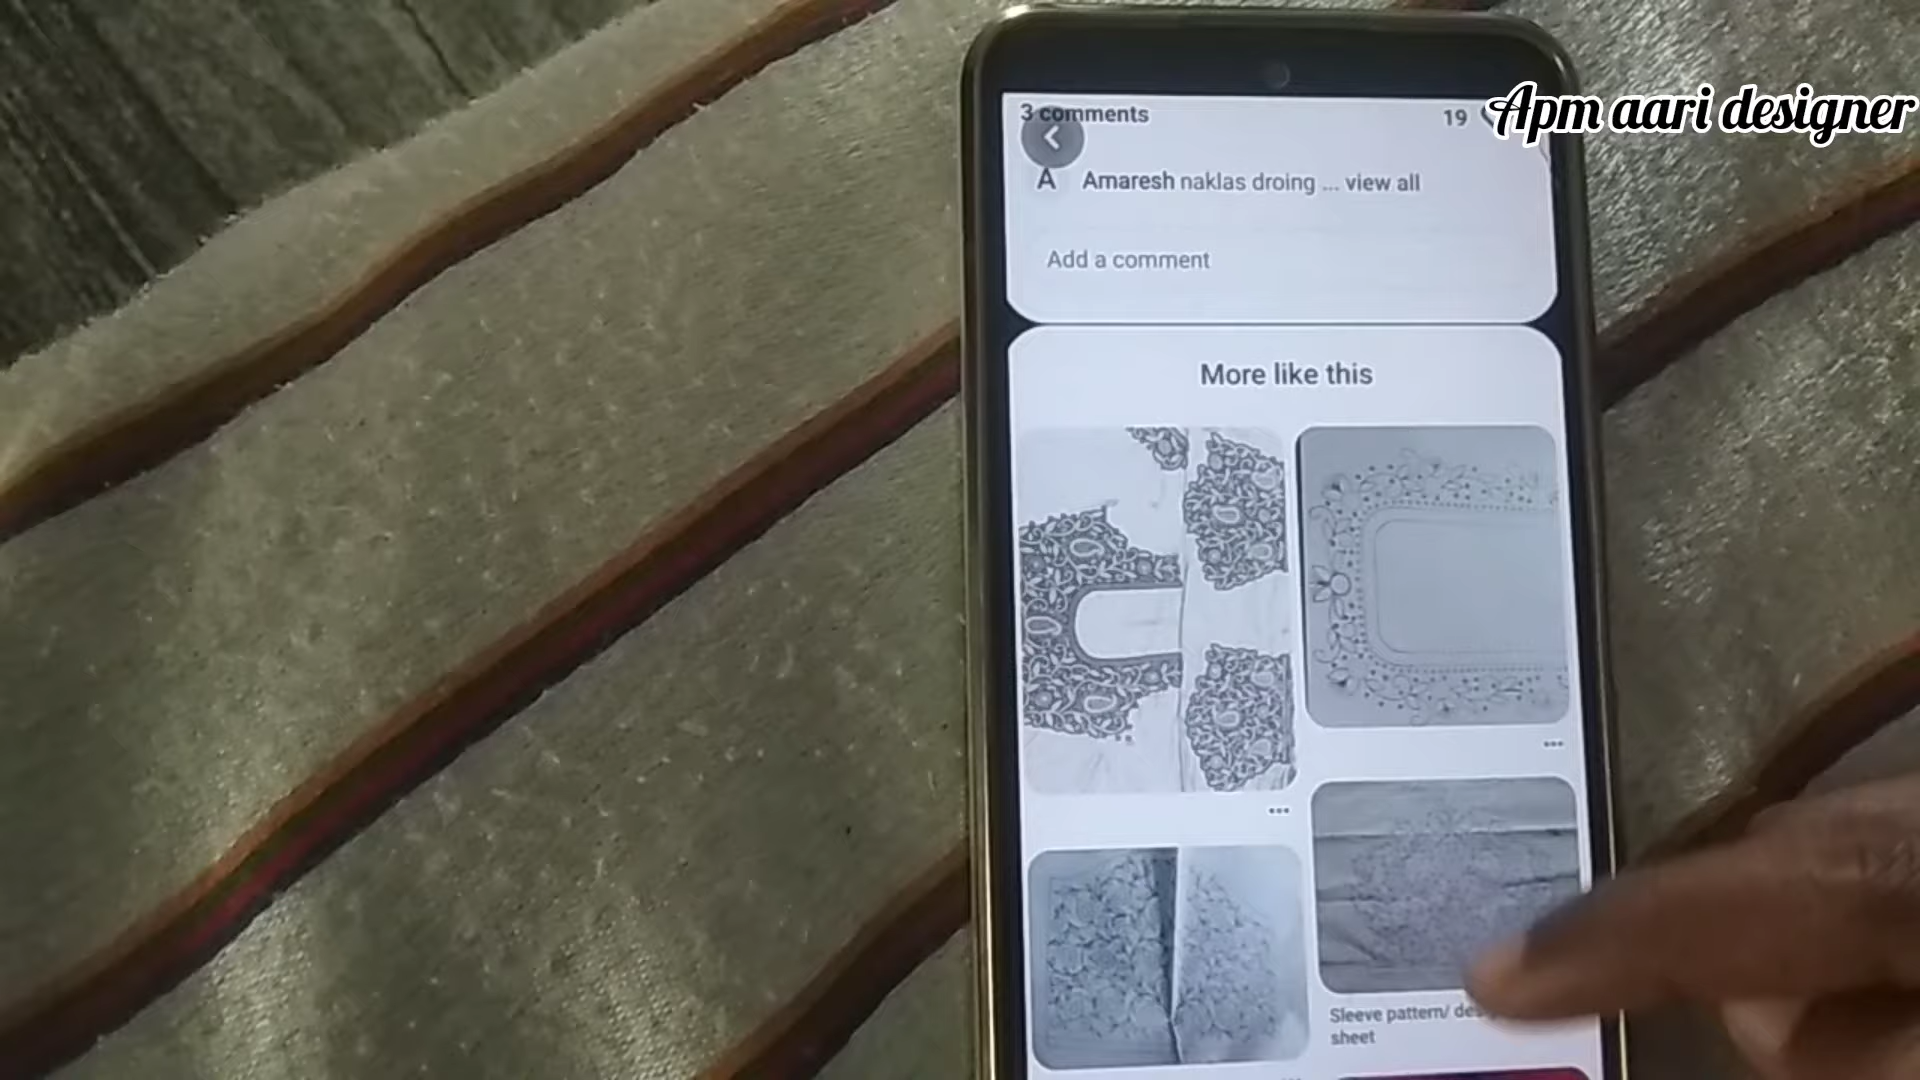 3 comments
19
Apm aari designer
A Amaresh naklas droing ... view all
Add a comment
More like this
Sleeve pattern/
sheet